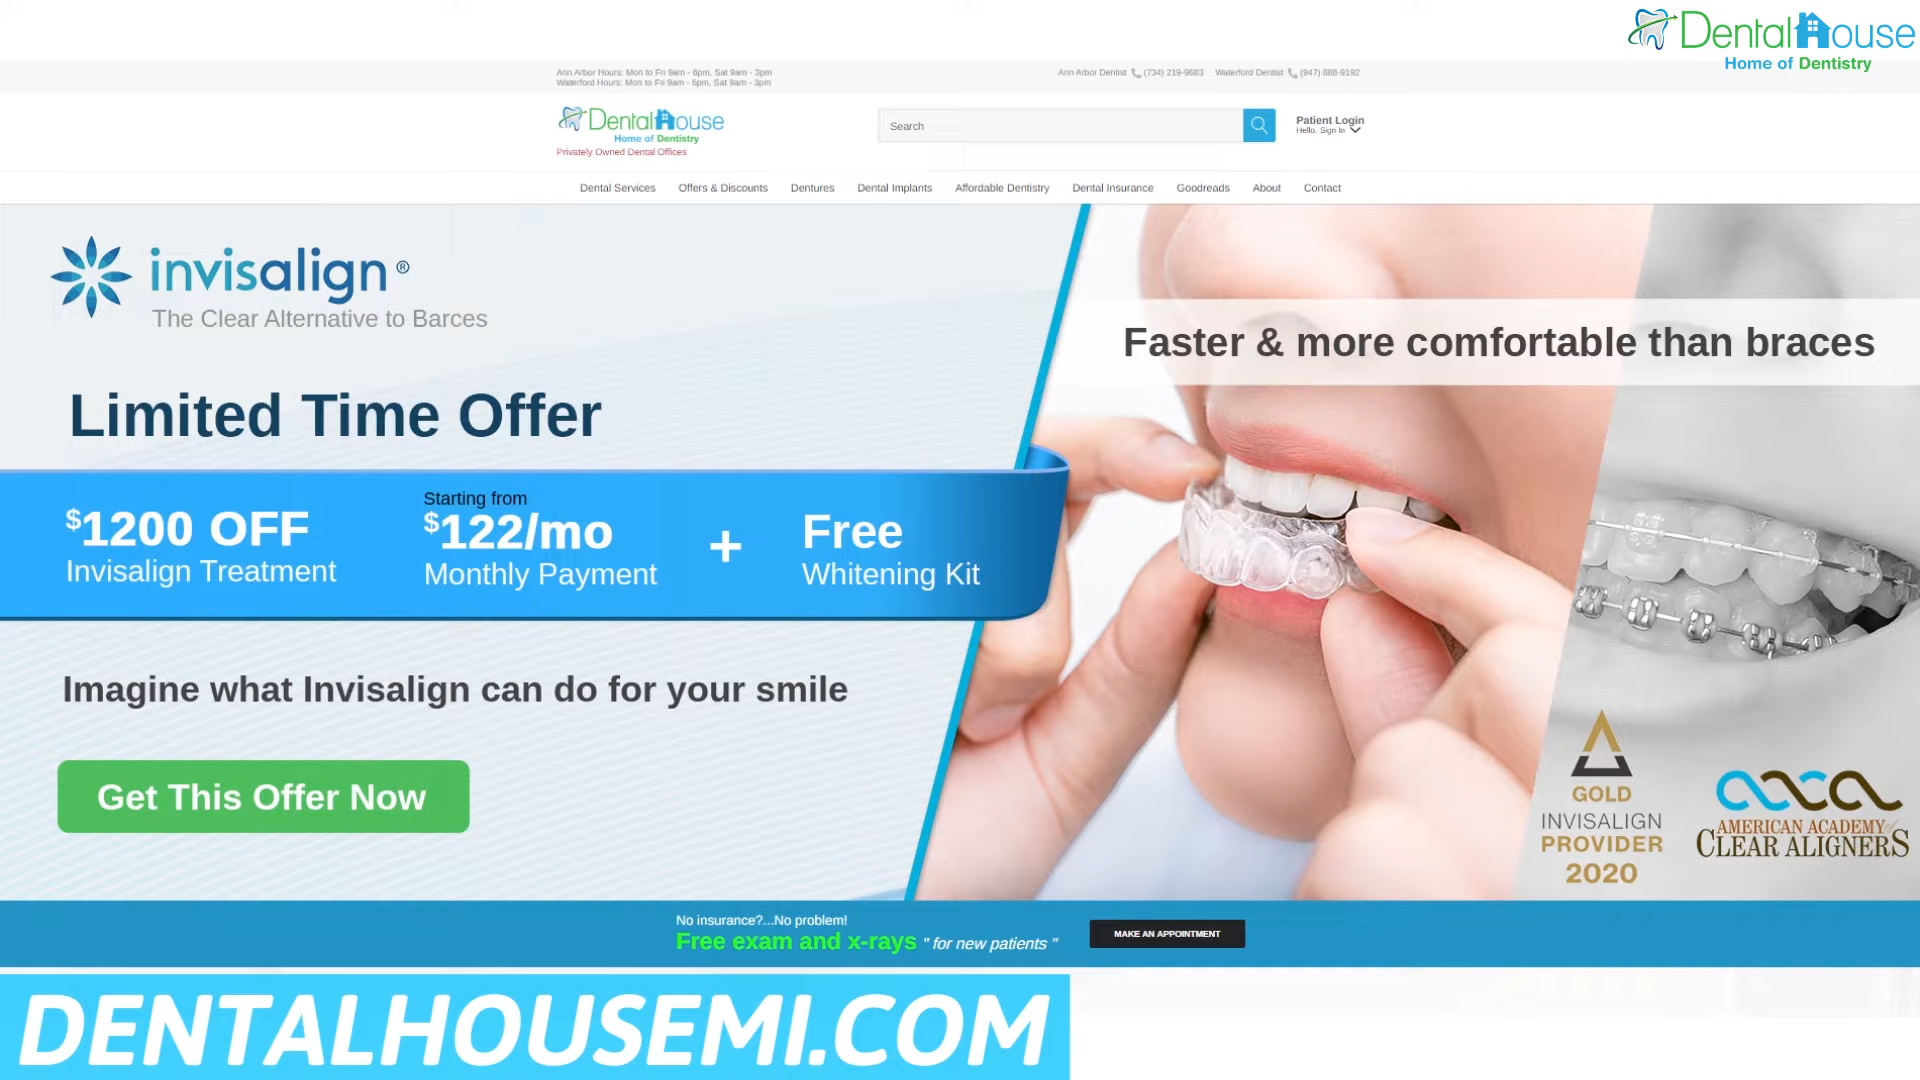 DentalHouse
Home of Dentistry
Ann Arbor Hours: Mon to Fri 9am - 6pm, Sat 9am - 3pm
Waterford Hours: Mon to Fri 9am - 6pm, Sat 9am - 3pm
Ann Arbor Dentist (734) 219-9683 Waterford Dentist (947) 888-9192
DentalHouse
Home of Dentistry
Privately Owned Dental Offices
Search
Patient Login
Hello, Sign In
Dental Services Offers & Discounts Dentures Dental Implants Affordable Dentistry Dental Insurance Goodreads About Contact
invisalign®
The Clear Alternative to Barces
Faster & more comfortable than braces
Limited Time Offer
$1200 OFF
Invisalign Treatment
Starting from
$122/mo
Monthly Payment
+
Free
Whitening Kit
Imagine what Invisalign can do for your smile
Get This Offer Now
GOLD
INVISALIGN
PROVIDER
2020
aaca
AMERICAN ACADEMY of
CLEAR ALIGNERS
No insurance?...No problem!
Free exam and x-rays " for new patients "
MAKE AN APPOINTMENT
DENTALHOUSEMI.COM